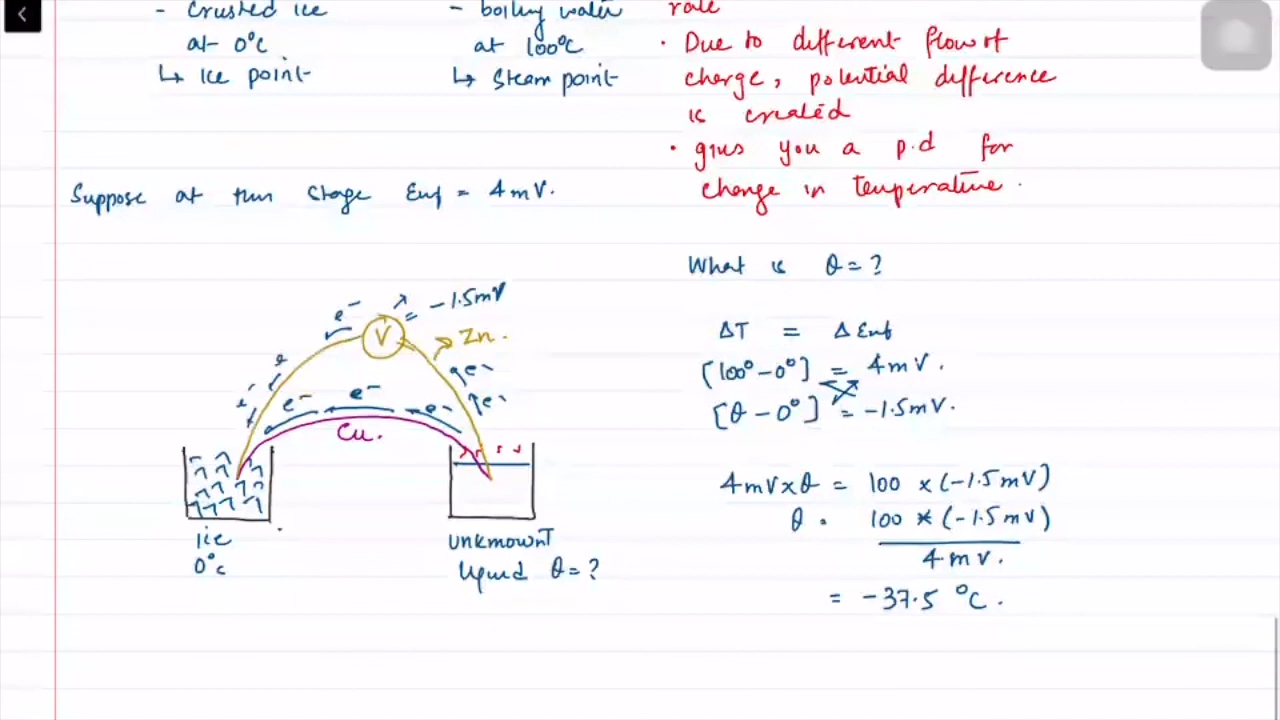 - Crusted ice
at 0°C
↳ Ice point
- boiling water
at 100°C
↳ Steam point
rate
· Due to different flow of
charge, potential difference
is created
· gives you a p.d for
change in temperature.
Suppose at this stage Emf = 4mV.
What is θ = ?
ΔT = Δ Emf
[100° - 0°] = 4mV.
[θ - 0°] = -1.5mV.
4mV x θ = 100 x (-1.5mV)
θ = 100 * (-1.5mV)
4mV.
= -37.5 °C.
= -1.5mV
V
Zn.
e- e- e-
e- e- e-
e- e-
Cu.
ice
0°C
unknown
liquid θ = ?